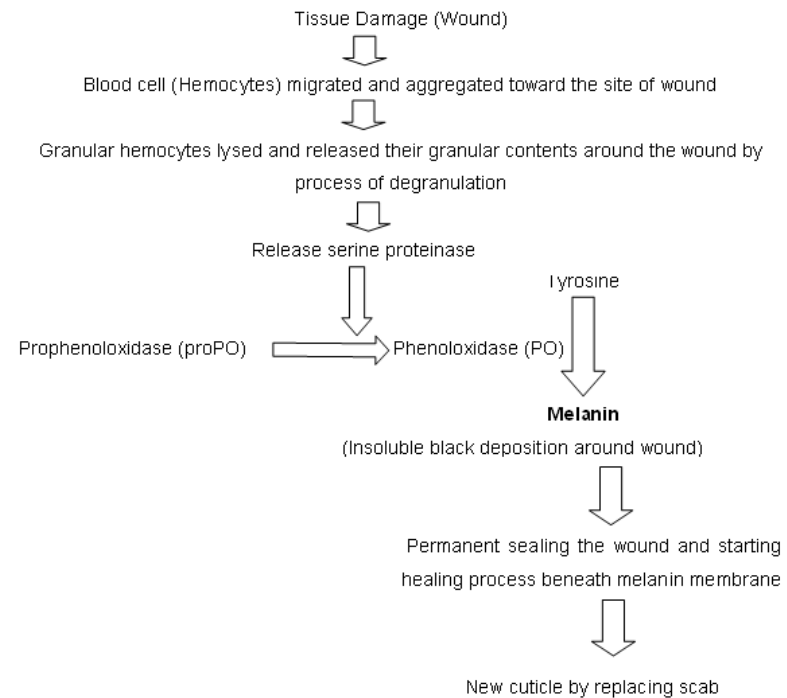 Tissue Damage (Wound)
Blood cell (Hemocytes) migrated and aggregated toward the site of wound
Granular hemocytes lysed and released their granular contents around the wound by
process of degranulation
Release serine proteinase
Tyrosine
Prophenoloxidase (proPO)
Phenoloxidase (PO)
Melanin
(Insoluble black deposition around wound)
Permanent sealing the wound and starting
healing process beneath melanin membrane
New cuticle by replacing scab